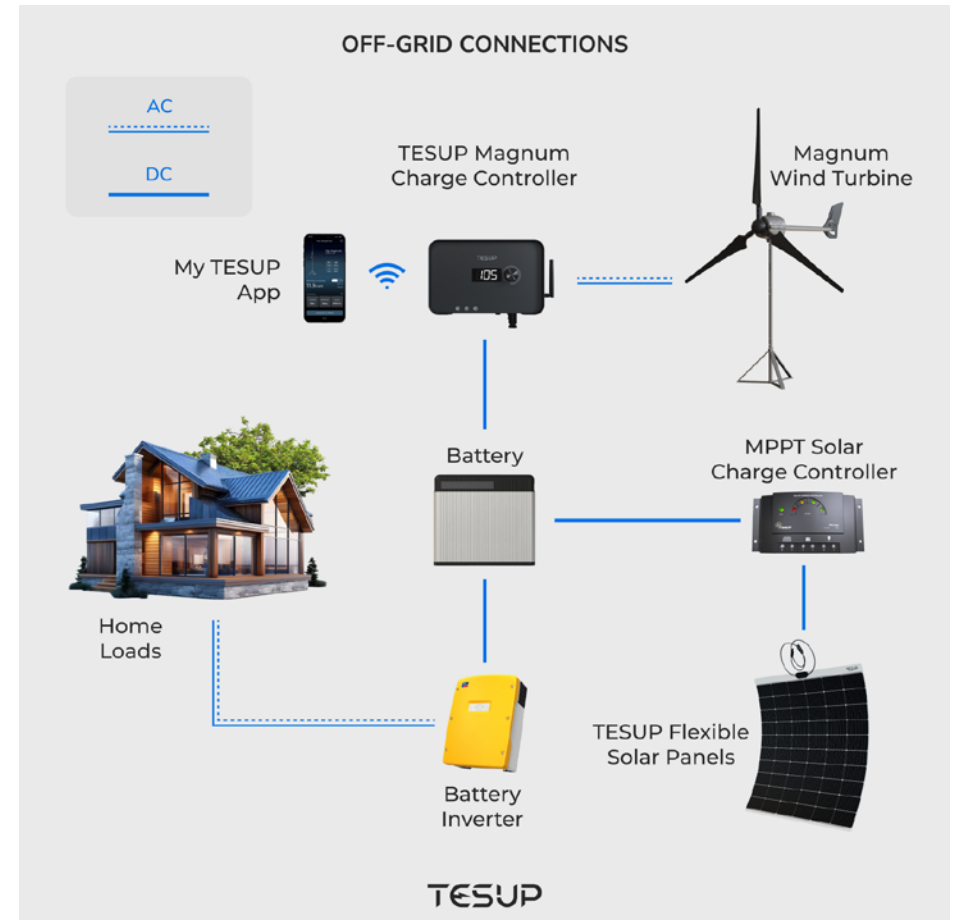 OFF-GRID CONNECTIONS
AC
DC
TESUP Magnum
Charge Controller
Magnum
Wind Turbine
My TESUP
App
TESUP
105
Battery
MPPT Solar
Charge Controller
Home
Loads
TESUP Flexible
Solar Panels
Battery
Inverter
TESUP